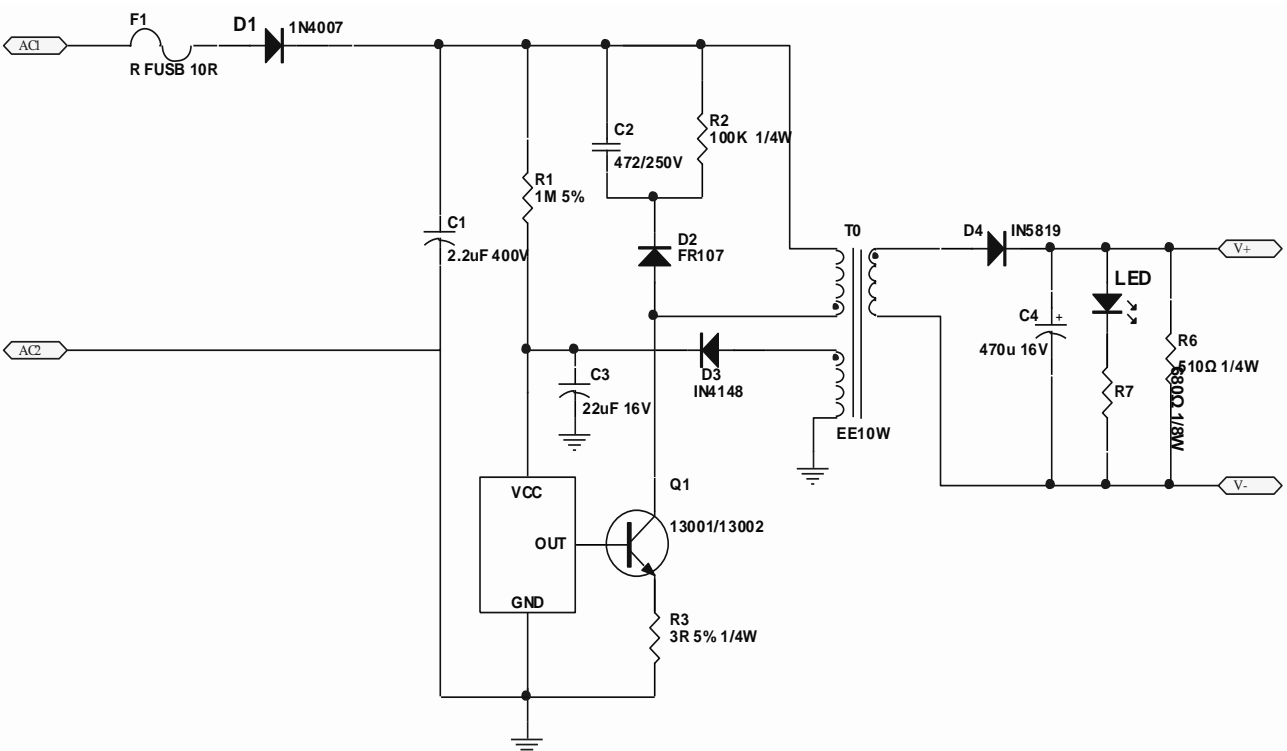 F1
D1
1N4007
AC1
R FUSB 10R
C2
472/250V
R2
100K 1/4W
R1
1M 5%
C1
2.2uF 400V
D2
FR107
T0
D4
IN5819
V+
LED
C4
+
470u 16V
R6
510Ω 1/4W
680Ω 1/8W
R7
AC2
C3
22uF 16V
D3
IN4148
EE10W
VCC
OUT
GND
Q1
13001/13002
V-
R3
3R 5% 1/4W